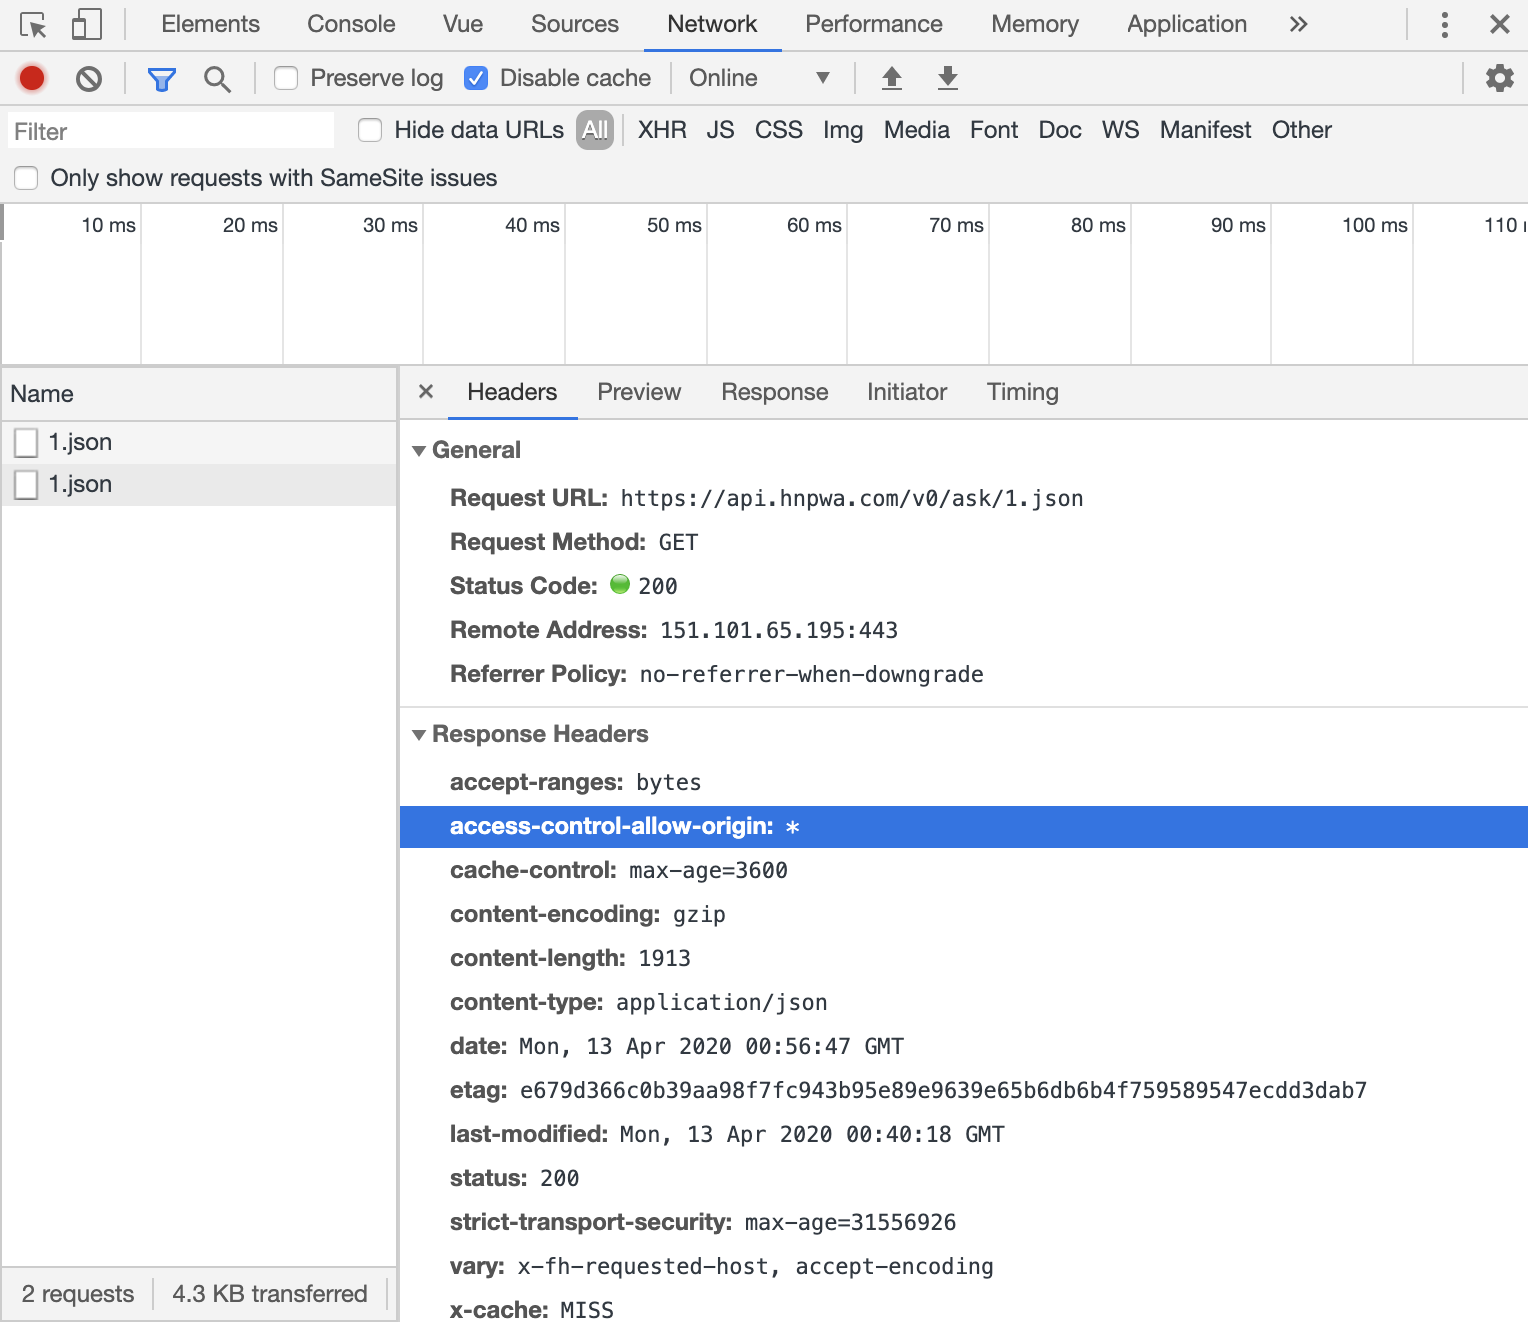 Elements Console Vue Sources Network Performance Memory Application »
Preserve log Disable cache Online
Filter Hide data URLs All XHR JS CSS Img Media Font Doc WS Manifest Other
Only show requests with SameSite issues
10 ms 20 ms 30 ms 40 ms 50 ms 60 ms 70 ms 80 ms 90 ms 100 ms 110
Name
1.json
1.json
2 requests 4.3 KB transferred
× Headers Preview Response Initiator Timing
General
Request URL: https://api.hnpwa.com/v0/ask/1.json
Request Method: GET
Status Code: 200
Remote Address: 151.101.65.195:443
Referrer Policy: no-referrer-when-downgrade
Response Headers
accept-ranges: bytes
access-control-allow-origin: *
cache-control: max-age=3600
content-encoding: gzip
content-length: 1913
content-type: application/json
date: Mon, 13 Apr 2020 00:56:47 GMT
etag: e679d366c0b39aa98f7fc943b95e89e9639e65b6db6b4f759589547ecdd3dab7
last-modified: Mon, 13 Apr 2020 00:40:18 GMT
status: 200
strict-transport-security: max-age=31556926
vary: x-fh-requested-host, accept-encoding
x-cache: MISS